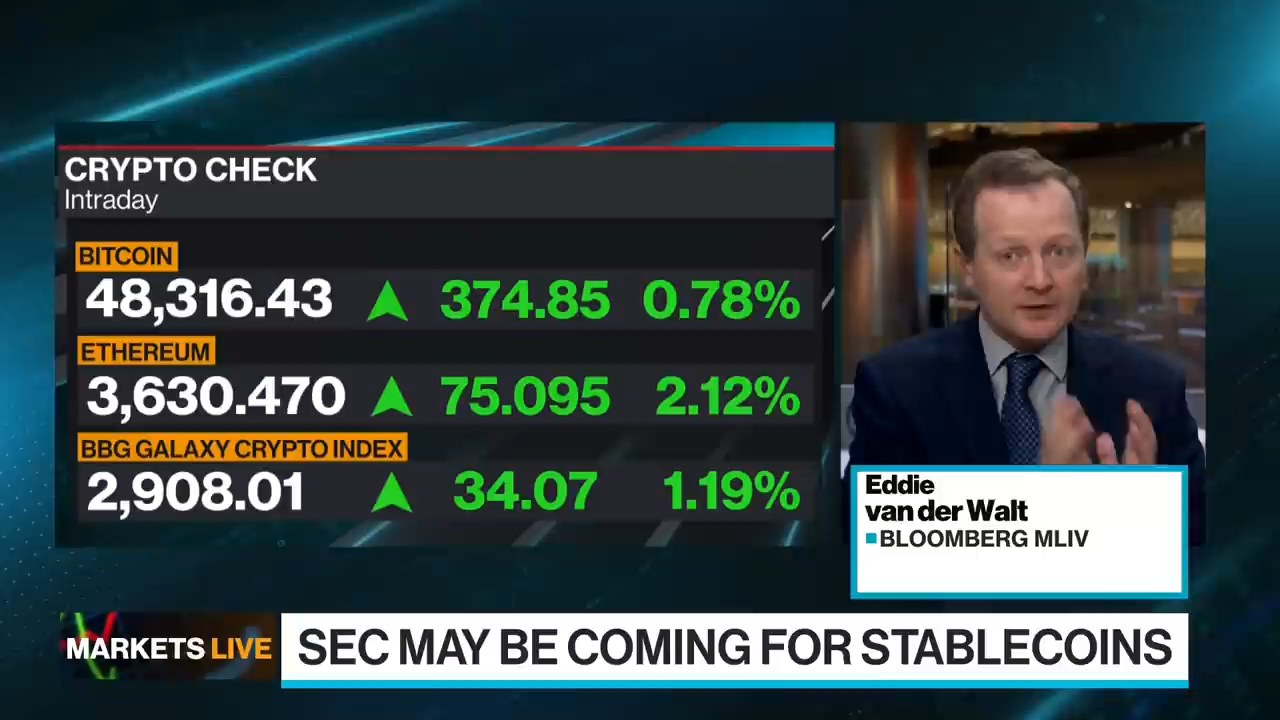 CRYPTO CHECK
Intraday
BITCOIN
48,316.43 ▲ 374.85 0.78%
ETHEREUM
3,630.470 ▲ 75.095 2.12%
BBG GALAXY CRYPTO INDEX
2,908.01 ▲ 34.07 1.19%
Eddie
van der Walt
BLOOMBERG MLIV
MARKETS LIVE
SEC MAY BE COMING FOR STABLECOINS